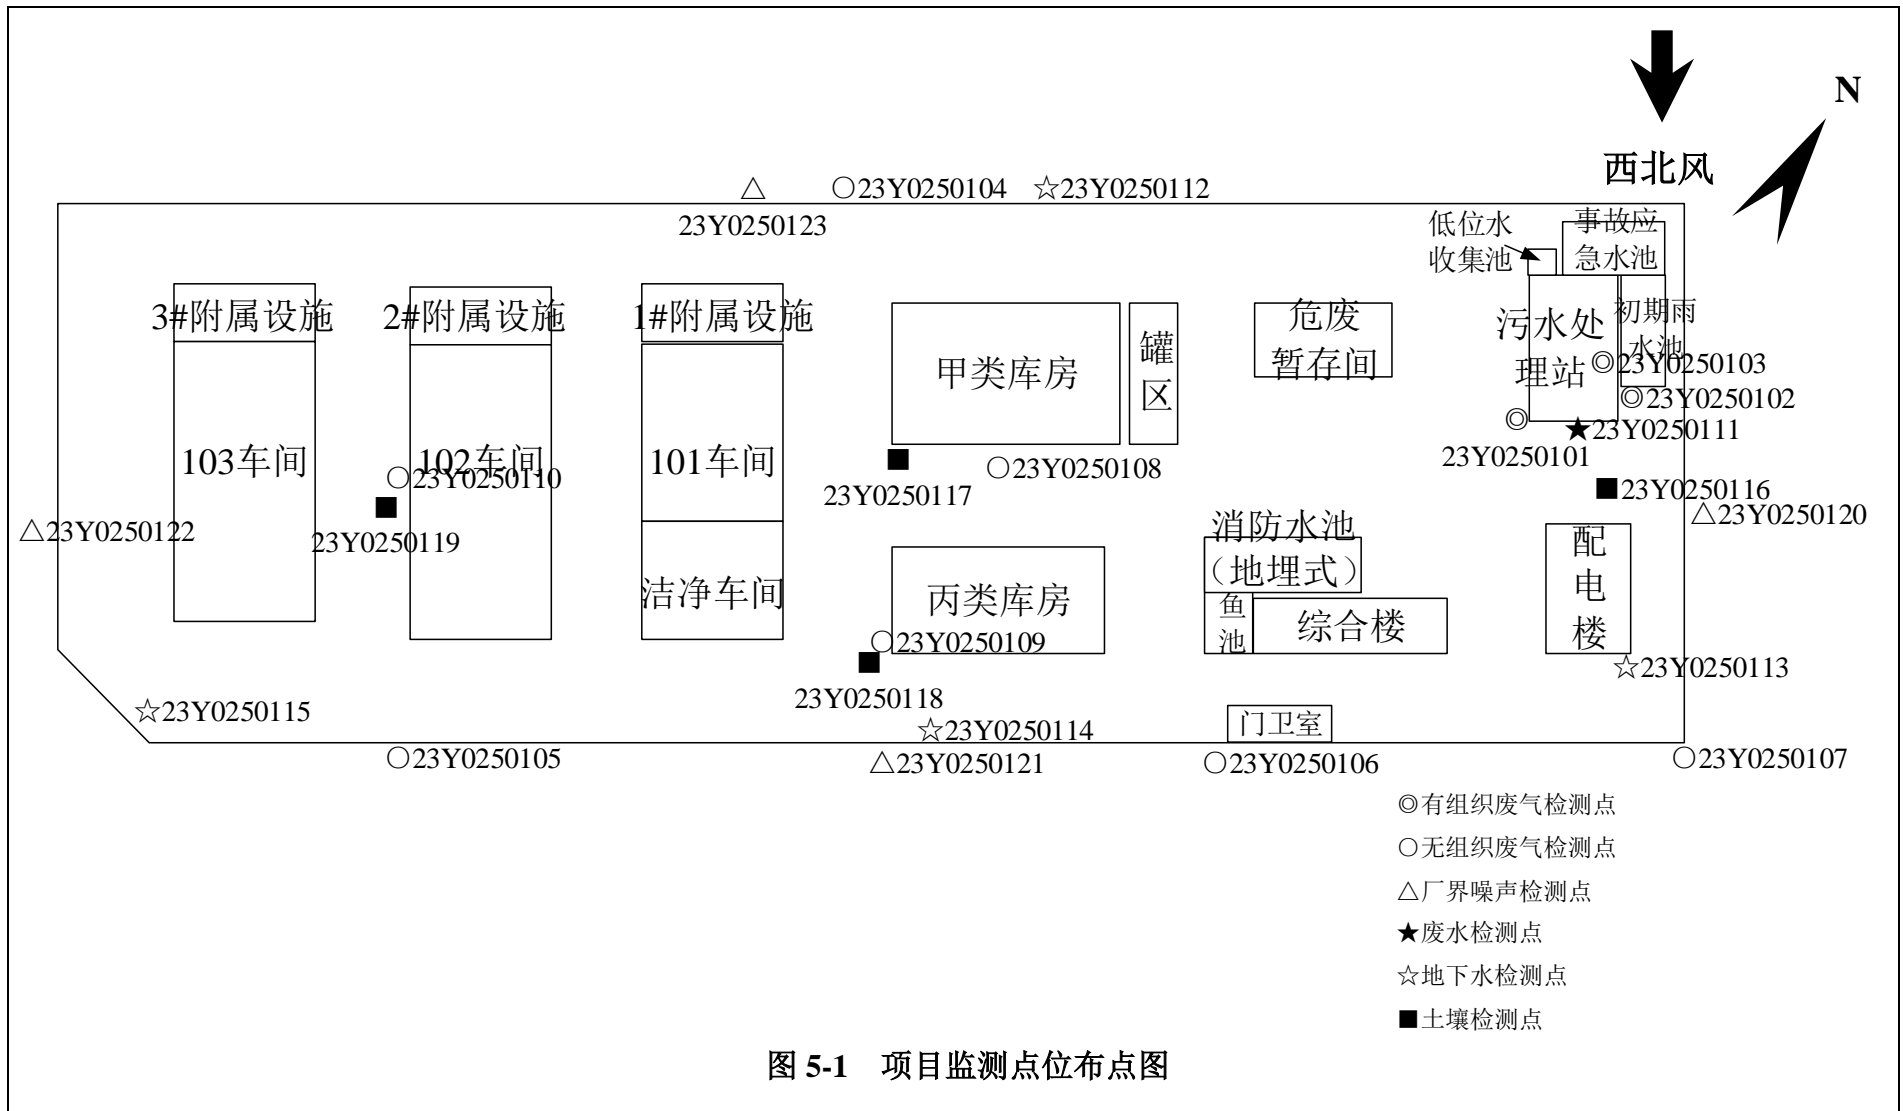 N
西北风
△
○23Y0250104
☆23Y0250112
23Y0250123
低位水
收集池
事故应
急水池
3#附属设施
2#附属设施
1#附属设施
甲类库房
罐
区
危废
暂存间
污水处
理站
初期雨
水池
◎23Y0250103
◎23Y0250102
◎
23Y0250101
★23Y0250111
103车间
102车间
101车间
○23Y0250110
■
23Y0250119
■
23Y0250117
○23Y0250108
■23Y0250116
△23Y0250120
△23Y0250122
消防水池
（地埋式）
配
电
楼
洁净车间
丙类库房
鱼
池
综合楼
○23Y0250109
■
23Y0250118
☆23Y0250113
☆23Y0250115
☆23Y0250114
门卫室
○23Y0250105
△23Y0250121
○23Y0250106
○23Y0250107
◎有组织废气检测点
○无组织废气检测点
△厂界噪声检测点
★废水检测点
☆地下水检测点
■土壤检测点
图 5-1 项目监测点位布点图